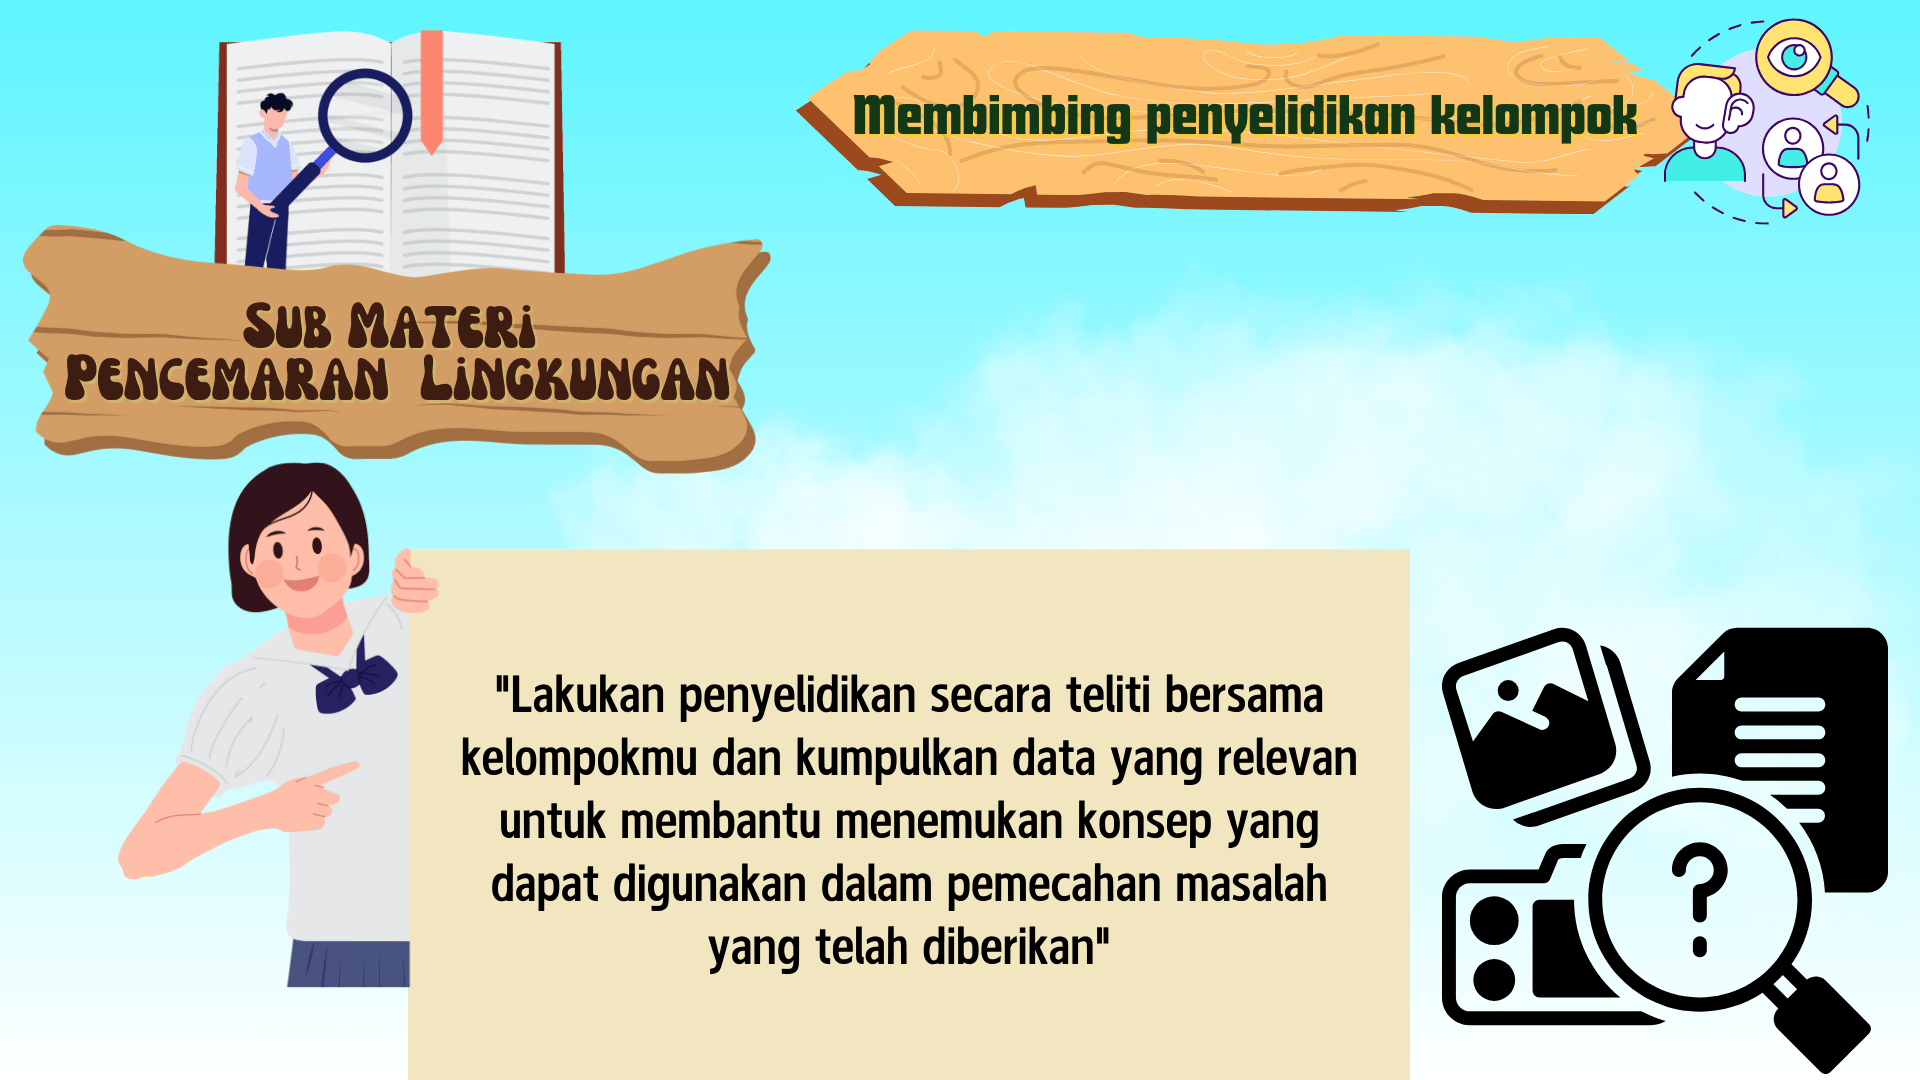 Membimbing penyelidikan kelompok
SUB MATERI
PENCEMARAN LINGKUNGAN
"Lakukan penyelidikan secara teliti bersama
kelompokmu dan kumpulkan data yang relevan
untuk membantu menemukan konsep yang
dapat digunakan dalam pemecahan masalah
yang telah diberikan"
?